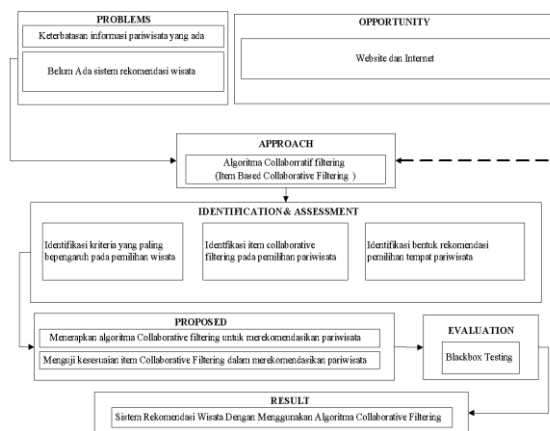 PROBLEMS
Keterbatasan informasi pariwisata yang ada
Belum Ada sistem rekomendasi wisata
OPPORTUNITY
Website dan Internet
APPROACH
Algoritma Collaborratif filtering
(Item Based Collaborative Filtering )
IDENTIFICATION & ASSESSMENT
Identifikasi kriteria yang paling
bepengaruh pada pemilihan wisata
Identfikasi item collaborative
filtering pada pemilihan pariwisata
Identifikasi bentuk rekomendasi
pemilihan tempat pariwisata
PROPOSED
Menerapkan algoritma Collaborative filtering untuk merekomendasikan pariwisata
Menguji kesesuaian item Collaborative Filtering dalam merekomendasikan pariwisata
EVALUATION
Blackbox Testing
RESULT
Sistem Rekomendasi Wisata Dengan Menggunakan Algoritma Collaborative Filtering